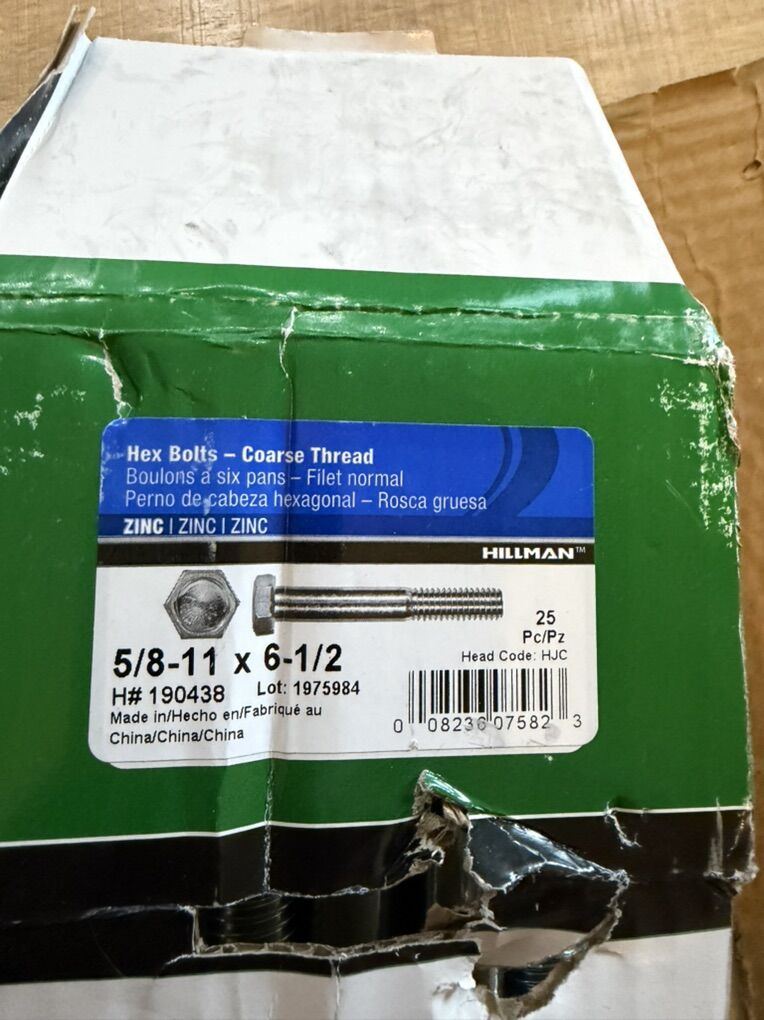 Hex Bolts – Coarse Thread
Boulons à six pans – Filet normal
Perno de cabeza hexagonal – Rosca gruesa
ZINC | ZINC | ZINC
HILLMAN™
25
Pc/Pz
Head Code: HJC
5/8-11 x 6-1/2
H# 190438 Lot: 1975984
Made in/Hecho en/Fabriqué au
China/China/China
0 08236 07582 3